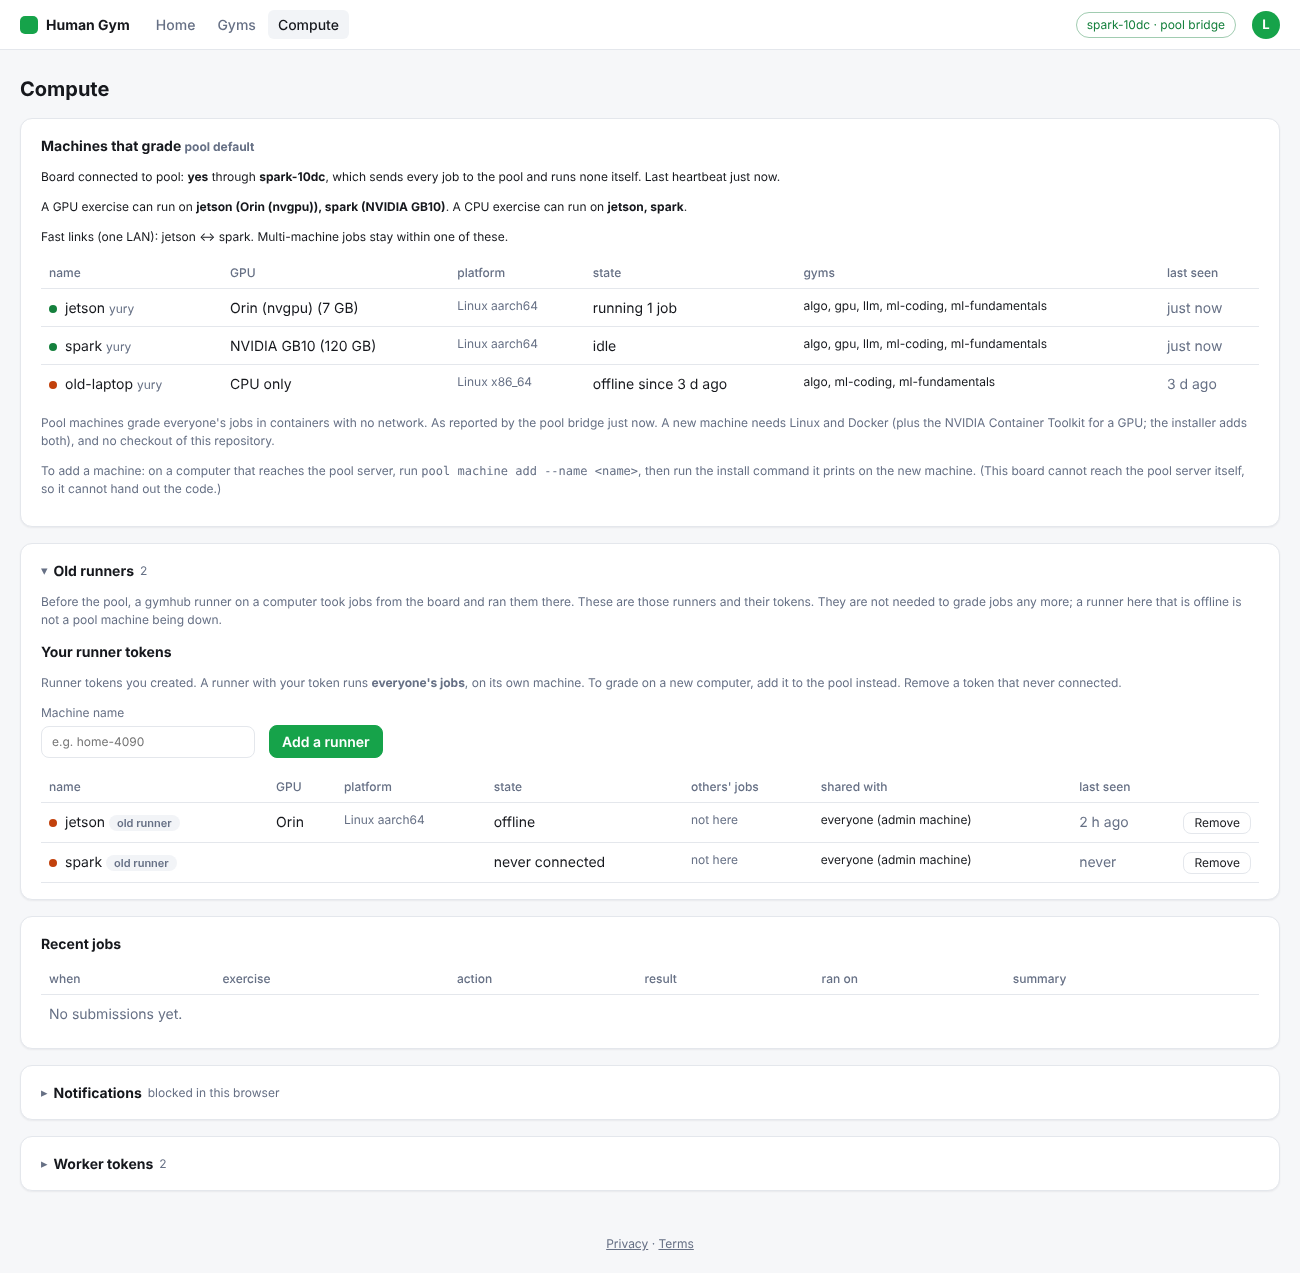 Human Gym
Home
Gyms
Compute
spark-10dc · pool bridge
L
Compute
Machines that grade pool default
Board connected to pool: yes through spark-10dc, which sends every job to the pool and runs none itself. Last heartbeat just now.
A GPU exercise can run on jetson (Orin (nvgpu)), spark (NVIDIA GB10). A CPU exercise can run on jetson, spark.
Fast links (one LAN): jetson ↔ spark. Multi-machine jobs stay within one of these.
name GPU platform state gyms last seen
jetson yury Orin (nvgpu) (7 GB) Linux aarch64 running 1 job algo, gpu, llm, ml-coding, ml-fundamentals just now
spark yury NVIDIA GB10 (120 GB) Linux aarch64 idle algo, gpu, llm, ml-coding, ml-fundamentals just now
old-laptop yury CPU only Linux x86_64 offline since 3 d ago algo, ml-coding, ml-fundamentals 3 d ago
Pool machines grade everyone's jobs in containers with no network. As reported by the pool bridge just now. A new machine needs Linux and Docker (plus the NVIDIA Container Toolkit for a GPU; the installer adds
both), and no checkout of this repository.
To add a machine: on a computer that reaches the pool server, run pool machine add --name <name>, then run the install command it prints on the new machine. (This board cannot reach the pool server itself,
so it cannot hand out the code.)
▾ Old runners 2
Before the pool, a gymhub runner on a computer took jobs from the board and ran them there. These are those runners and their tokens. They are not needed to grade jobs any more; a runner here that is offline is
not a pool machine being down.
Your runner tokens
Runner tokens you created. A runner with your token runs everyone's jobs, on its own machine. To grade on a new computer, add it to the pool instead. Remove a token that never connected.
Machine name
e.g. home-4090
Add a runner
name GPU platform state others' jobs shared with last seen
jetson old runner Orin Linux aarch64 offline not here everyone (admin machine) 2 h ago Remove
spark old runner never connected not here everyone (admin machine) never Remove
Recent jobs
when exercise action result ran on summary
No submissions yet.
▸ Notifications blocked in this browser
▸ Worker tokens 2
Privacy · Terms